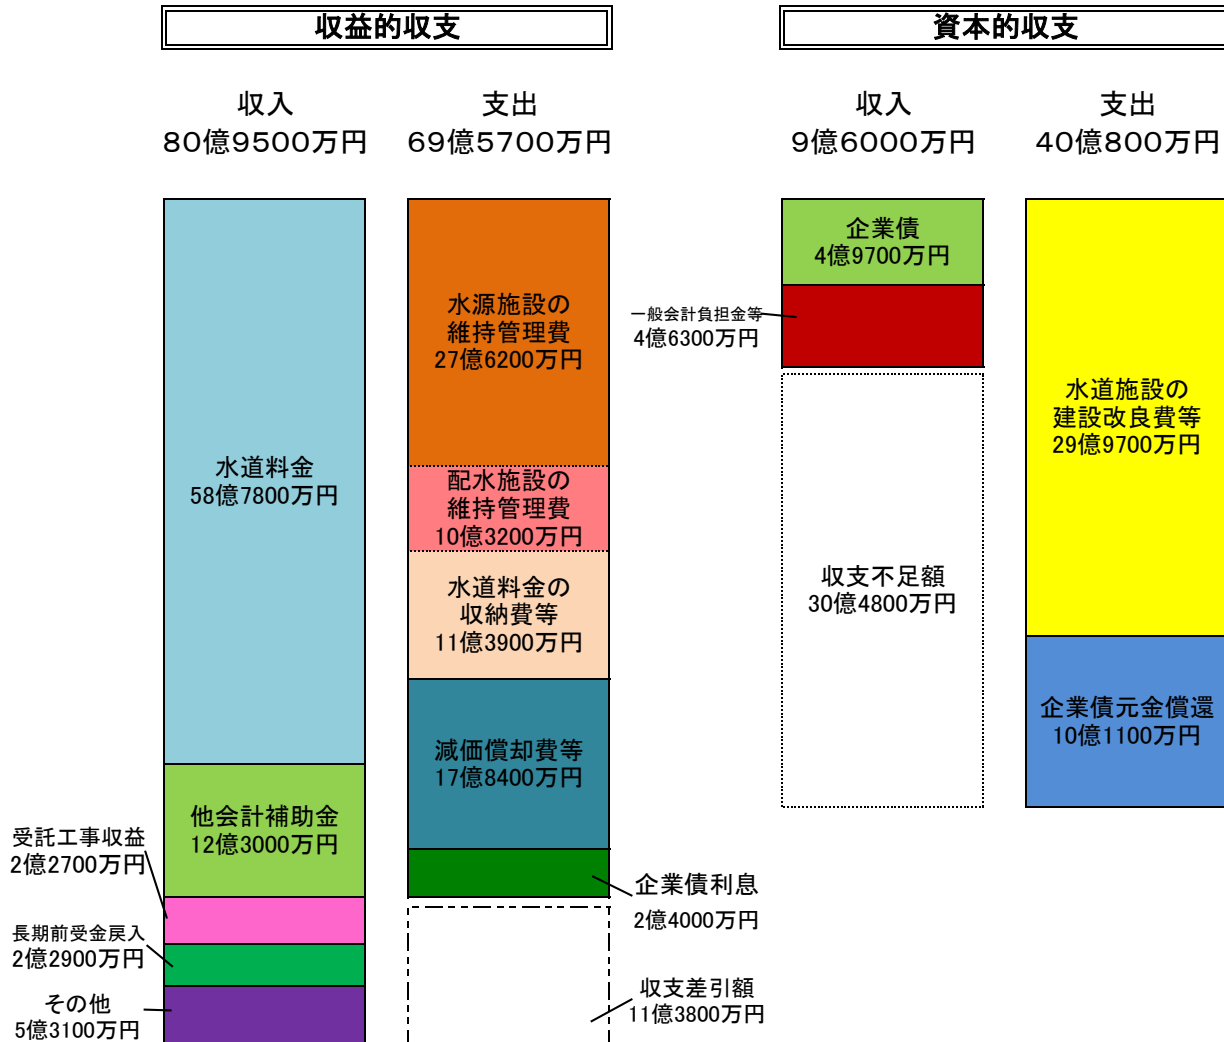 収益的収支
収入
80億9500万円
支出
69億5700万円
水道料金
58億7800万円
他会計補助金
12億3000万円
受託工事収益
2億2700万円
長期前受金戻入
2億2900万円
その他
5億3100万円
水源施設の
維持管理費
27億6200万円
配水施設の
維持管理費
10億3200万円
水道料金の
収納費等
11億3900万円
減価償却費等
17億8400万円
企業債利息
2億4000万円
収支差引額
11億3800万円
資本的収支
収入
9億6000万円
支出
40億800万円
企業債
4億9700万円
一般会計負担金等
4億6300万円
収支不足額
30億4800万円
水道施設の
建設改良費等
29億9700万円
企業債元金償還
10億1100万円